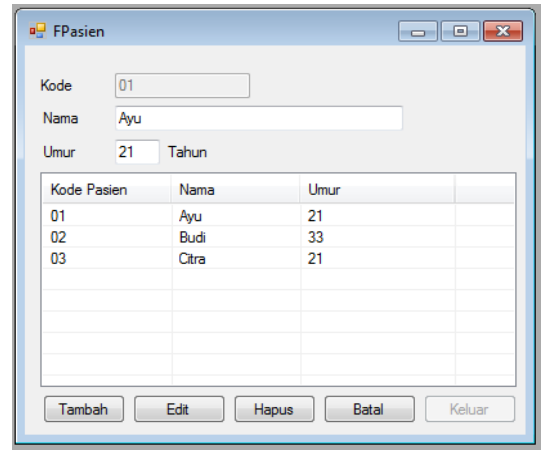 FPasien
Kode 01
Nama Ayu
Umur 21 Tahun
Kode Pasien Nama Umur
01 Ayu 21
02 Budi 33
03 Citra 21
Tambah Edit Hapus Batal Keluar